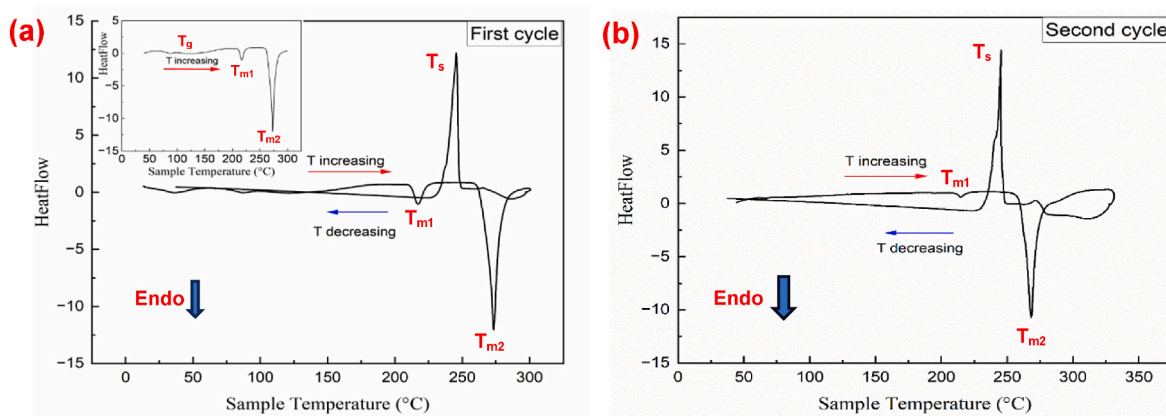 (a)
First cycle
HeatFlow
5
0
−5
−10
−15
Tg
T increasing
Tm1
Tm2
0 50 100 150 200 250 300
Sample Temperature (°C)
15
10
5
0
−5
−10
−15
HeatFlow
Ts
T increasing
Tm1
T decreasing
Endo
Tm2
0 50 100 150 200 250 300
Sample Temperature (°C)
(b)
Second cycle
15
10
5
0
−5
−10
−15
HeatFlow
Ts
T increasing
Tm1
T decreasing
Endo
Tm2
0 50 100 150 200 250 300 350
Sample Temperature (°C)